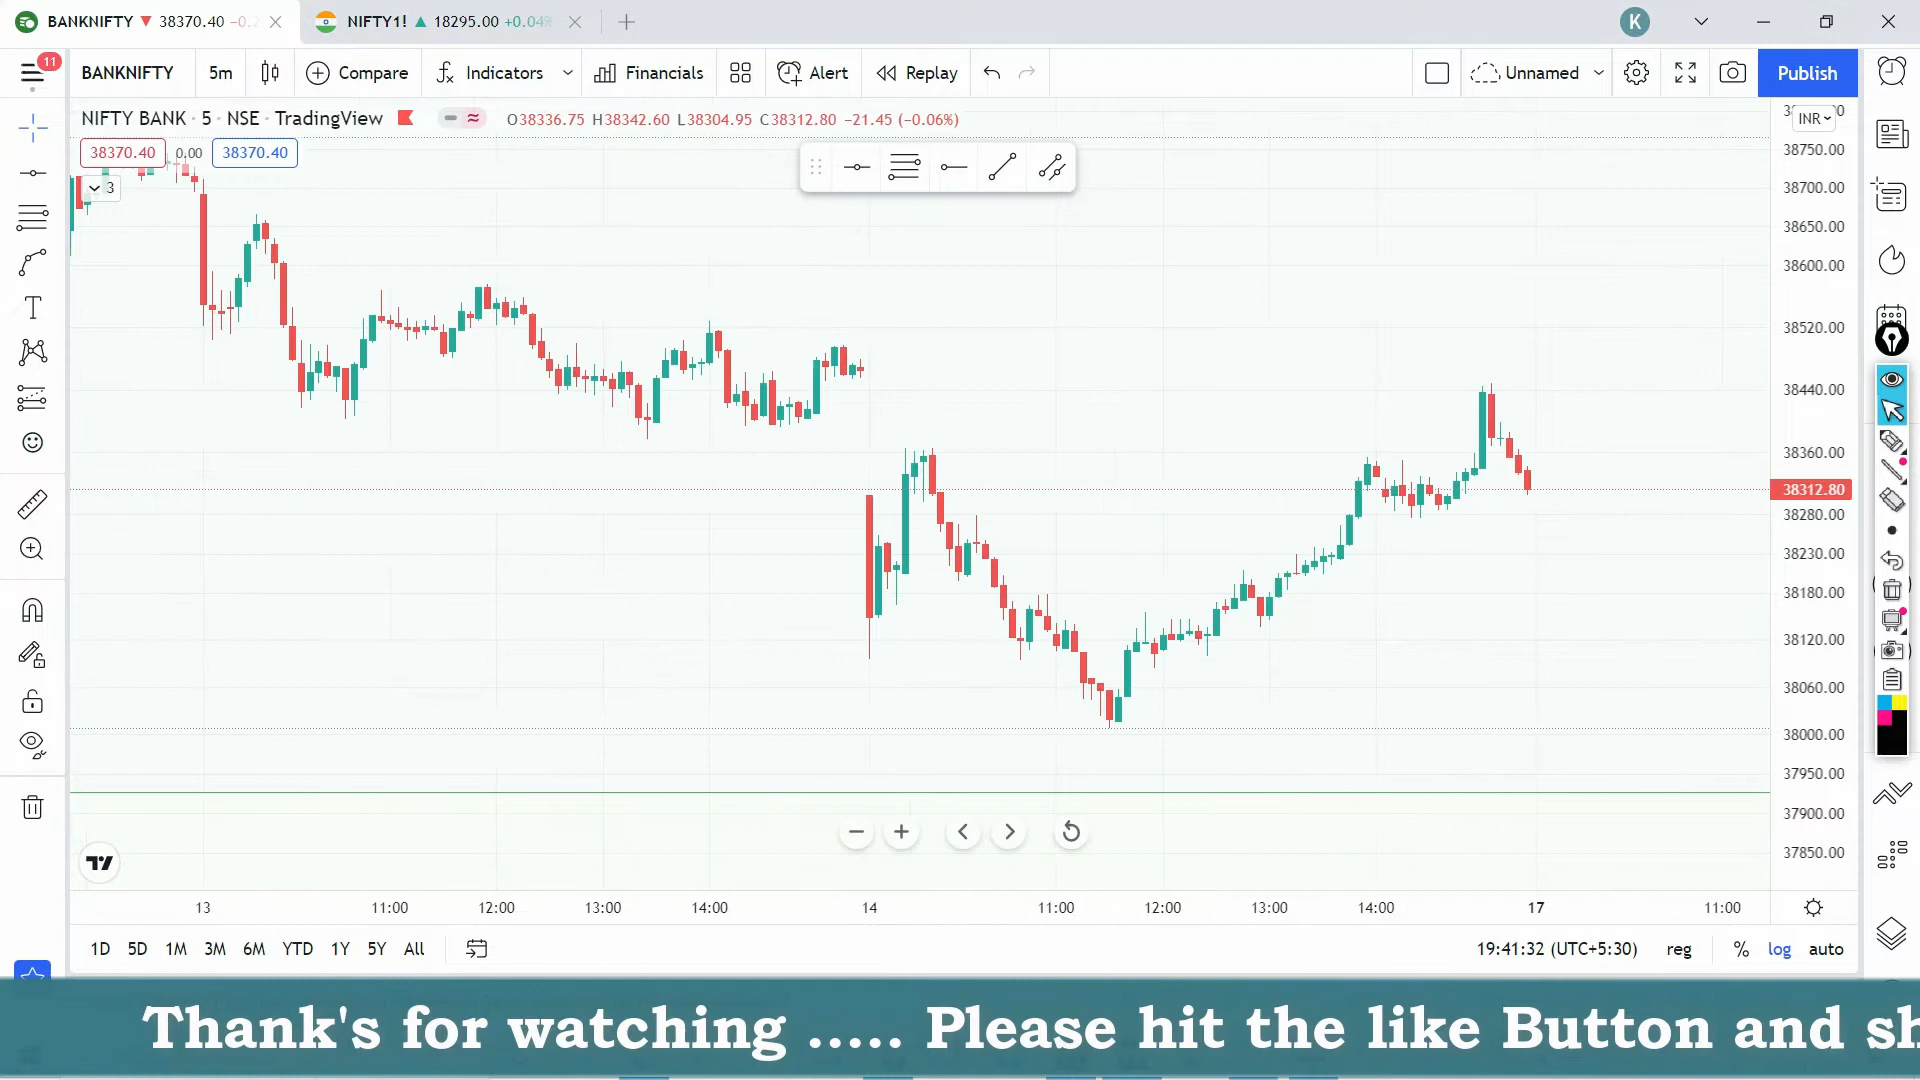 BANKNIFTY ▼ 38370.40 −0.2
NIFTY1! ▲ 18295.00 +0.04%
K
11
BANKNIFTY 5m Compare Indicators Financials Alert Replay Unnamed Publish
NIFTY BANK · 5 · NSE · TradingView O38336.75 H38342.60 L38304.95 C38312.80 −21.45 (−0.06%)
INR
38370.40 0.00 38370.40
3
38750.00
38700.00
38650.00
38600.00
38520.00
38440.00
38360.00
38312.80
38280.00
38230.00
38180.00
38120.00
38060.00
38000.00
37950.00
37900.00
37850.00
13 11:00 12:00 13:00 14:00 14 11:00 12:00 13:00 14:00 17 11:00
1D 5D 1M 3M 6M YTD 1Y 5Y All 19:41:32 (UTC+5:30) reg % log auto
Thank's for watching ..... Please hit the like Button and sh